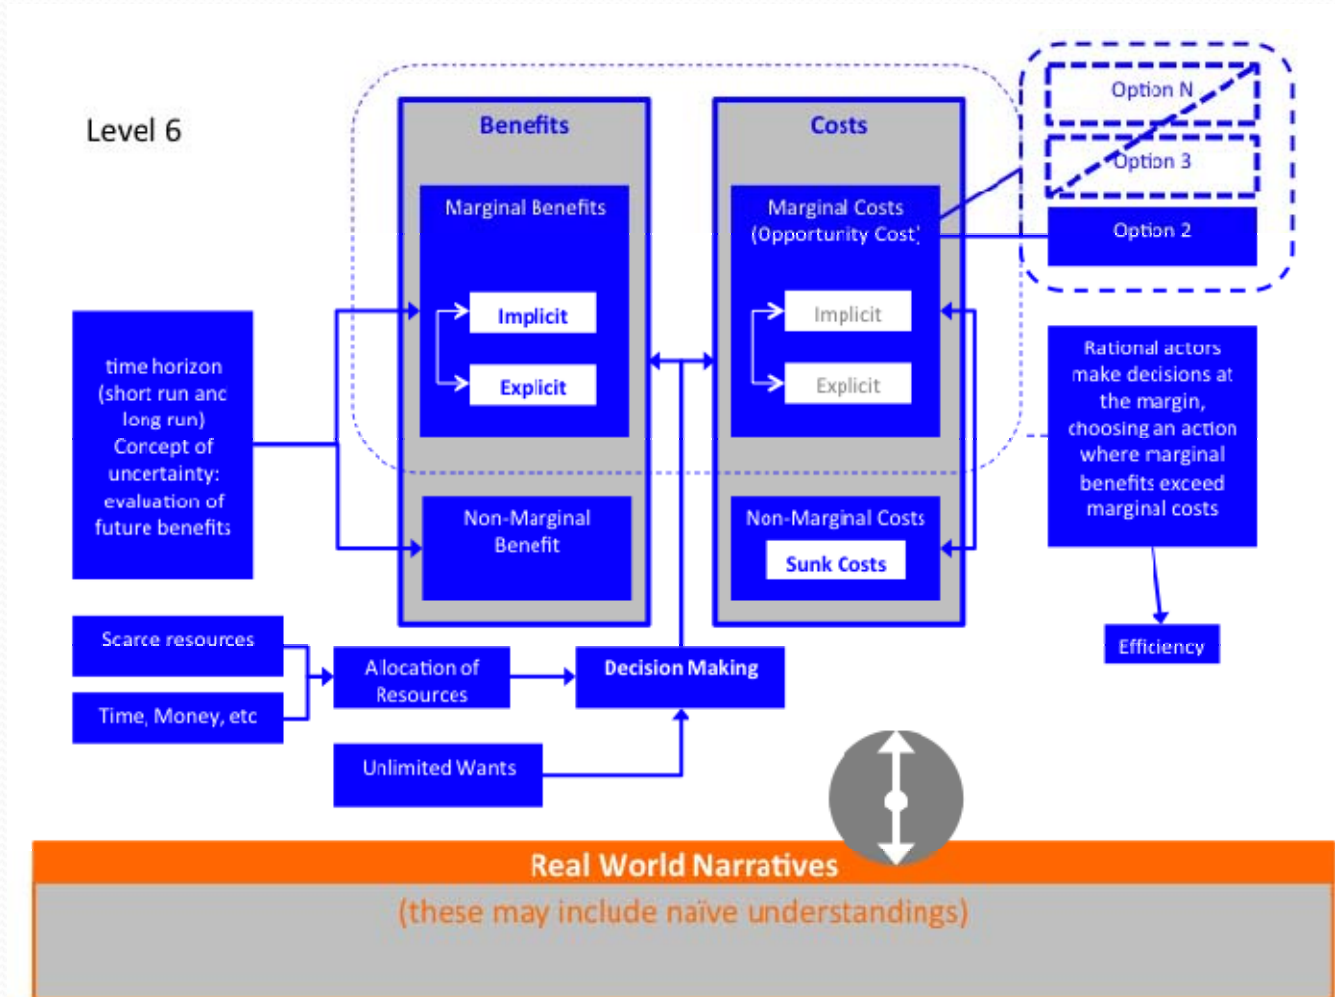 Level 6
Benefits
Marginal Benefits
Implicit
Explicit
Non-Marginal
Benefit
Costs
Marginal Costs
(Opportunity Cost)
Implicit
Explicit
Non-Marginal Costs
Sunk Costs
Option N
Option 3
Option 2
time horizon
(short run and
long run)
Concept of
uncertainty:
evaluation of
future benefits
Rational actors
make decisions at
the margin,
choosing an action
where marginal
benefits exceed
marginal costs
Efficiency
Scarce resources
Time, Money, etc
Allocation of
Resources
Decision Making
Unlimited Wants
Real World Narratives
(these may include naïve understandings)